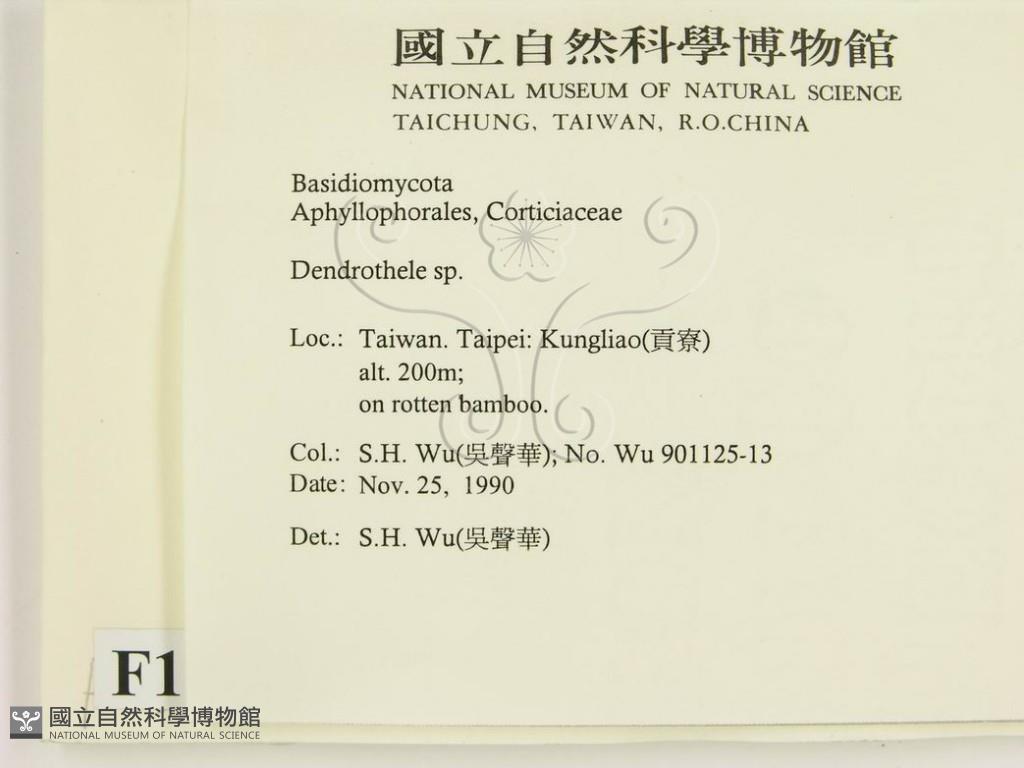 國立自然科學博物館
NATIONAL MUSEUM OF NATURAL SCIENCE
TAICHUNG, TAIWAN, R.O.CHINA
Basidiomycota
Aphyllophorales, Corticiaceae
Dendrothele sp.
Loc.: Taiwan. Taipei: Kungliao(貢寮)
alt. 200m;
on rotten bamboo.
Col.: S.H. Wu(吳聲華); No. Wu 901125-13
Date: Nov. 25, 1990
Det.: S.H. Wu(吳聲華)
F1
國立自然科學博物館
NATIONAL MUSEUM OF NATURAL SCIENCE